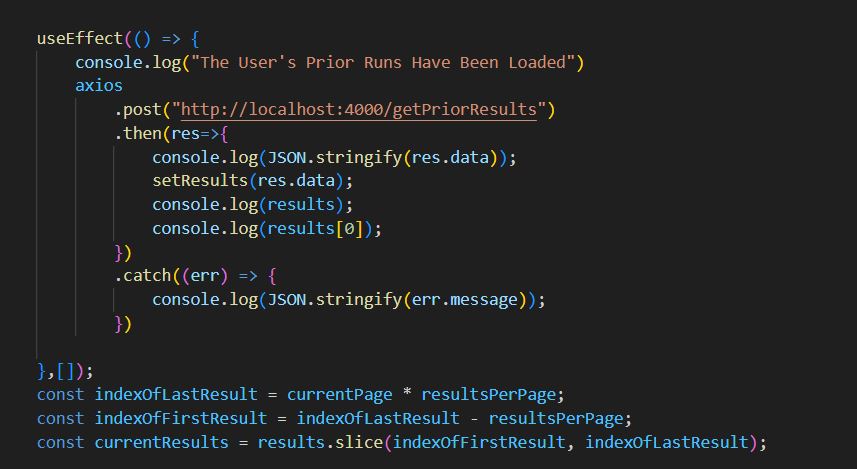 useEffect(() => {
    console.log("The User's Prior Runs Have Been Loaded")
    axios
        .post("http://localhost:4000/getPriorResults")
        .then(res=>{
            console.log(JSON.stringify(res.data));
            setResults(res.data);
            console.log(results);
            console.log(results[0]);
        })
        .catch((err) => {
            console.log(JSON.stringify(err.message));
        })
},[]);
const indexOfLastResult = currentPage * resultsPerPage;
const indexOfFirstResult = indexOfLastResult - resultsPerPage;
const currentResults = results.slice(indexOfFirstResult, indexOfLastResult);